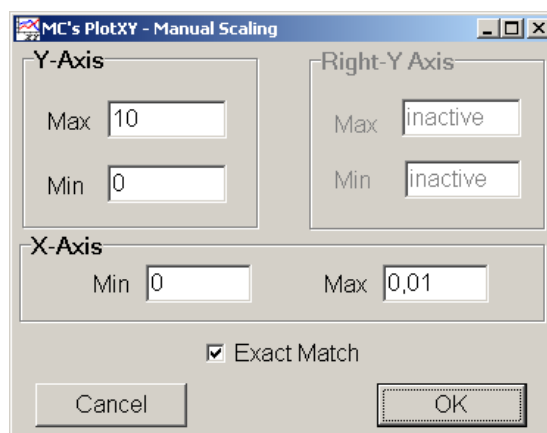 MC's PlotXY - Manual Scaling
Y-Axis
Max 10
Min 0
Right-Y Axis
Max inactive
Min inactive
X-Axis
Min 0 Max 0,01
Exact Match
Cancel OK